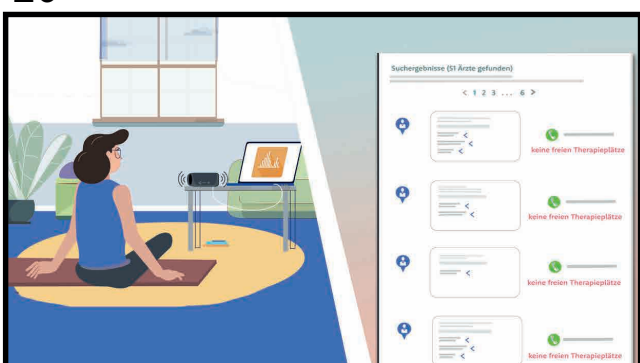 Suchergebnisse (51 Ärzte gefunden)
< 1 2 3 ... 6 >
keine freien Therapieplätze
keine freien Therapieplätze
keine freien Therapieplätze
keine freien Therapieplätze